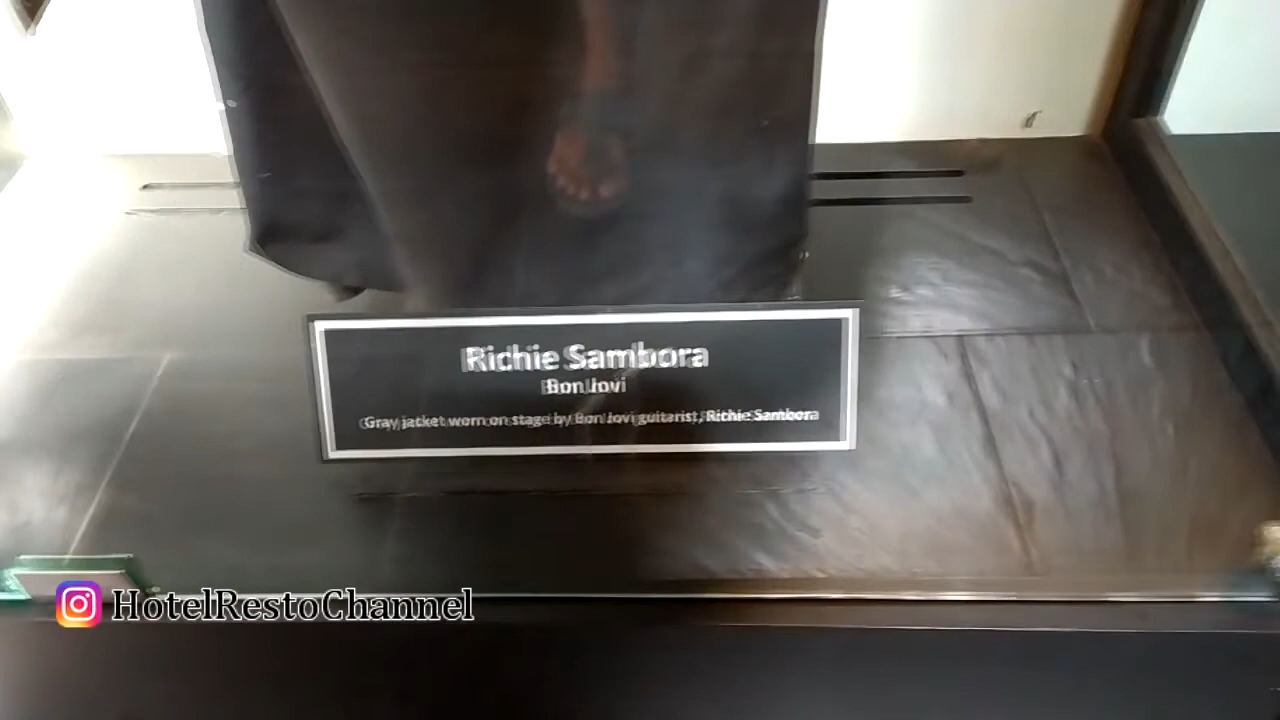 Richie Sambora
Bon Jovi
Gray jacket worn on stage by Bon Jovi guitarist, Richie Sambora
HotelRestoChannel